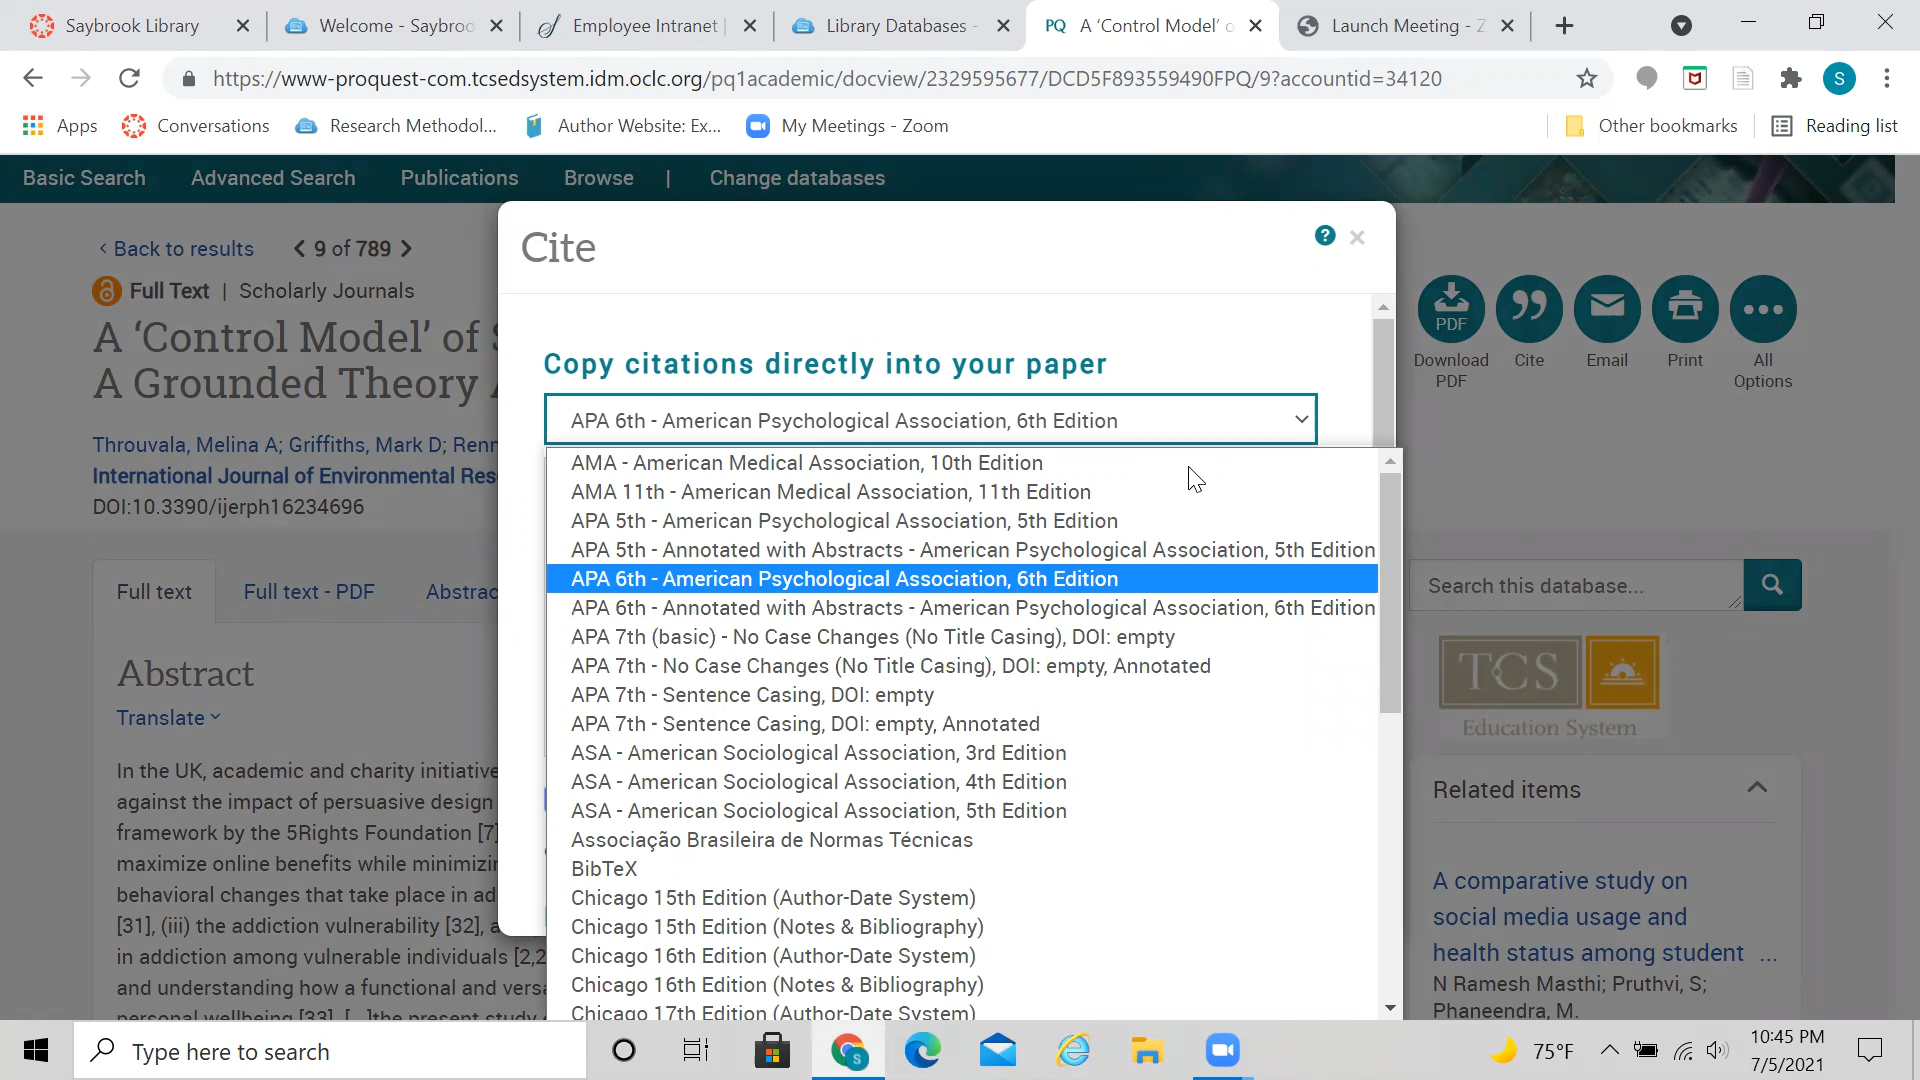 Saybrook Library
Welcome - Saybroo
Employee Intranet
Library Databases -
PQ A ‘Control Model’ o
Launch Meeting - Z
https://www-proquest-com.tcsedsystem.idm.oclc.org/pq1academic/docview/2329595677/DCD5F893559490FPQ/9?accountid=34120
S
Apps
Conversations
Research Methodol...
Author Website: Ex...
My Meetings - Zoom
Other bookmarks
Reading list
Basic Search
Advanced Search
Publications
Browse
|
Change databases
Back to results
9 of 789
Full Text | Scholarly Journals
A ‘Control Model’ of S
A Grounded Theory A
Throuvala, Melina A; Griffiths, Mark D; Renn
International Journal of Environmental Res
DOI:10.3390/ijerph16234696
Full text
Full text - PDF
Abstrac
Abstract
Translate
In the UK, academic and charity initiative
against the impact of persuasive design
framework by the 5Rights Foundation [7]
maximize online benefits while minimizin
behavioral changes that take place in ad
[31], (iii) the addiction vulnerability [32], a
in addiction among vulnerable individuals [2,2
and understanding how a functional and versa
personal wellbeing [33]. [...]the present study
Cite
?
Copy citations directly into your paper
APA 6th - American Psychological Association, 6th Edition
AMA - American Medical Association, 10th Edition
AMA 11th - American Medical Association, 11th Edition
APA 5th - American Psychological Association, 5th Edition
APA 5th - Annotated with Abstracts - American Psychological Association, 5th Edition
APA 6th - American Psychological Association, 6th Edition
APA 6th - Annotated with Abstracts - American Psychological Association, 6th Edition
APA 7th (basic) - No Case Changes (No Title Casing), DOI: empty
APA 7th - No Case Changes (No Title Casing), DOI: empty, Annotated
APA 7th - Sentence Casing, DOI: empty
APA 7th - Sentence Casing, DOI: empty, Annotated
ASA - American Sociological Association, 3rd Edition
ASA - American Sociological Association, 4th Edition
ASA - American Sociological Association, 5th Edition
Associação Brasileira de Normas Técnicas
BibTeX
Chicago 15th Edition (Author-Date System)
Chicago 15th Edition (Notes & Bibliography)
Chicago 16th Edition (Author-Date System)
Chicago 16th Edition (Notes & Bibliography)
Chicago 17th Edition (Author-Date System)
PDF
Download PDF
Cite
Email
Print
All Options
Search this database...
TCS
Education System
Related items
A comparative study on
social media usage and
health status among student ...
N Ramesh Masthi; Pruthvi, S;
Phaneendra, M.
Type here to search
S
75°F
10:45 PM
7/5/2021